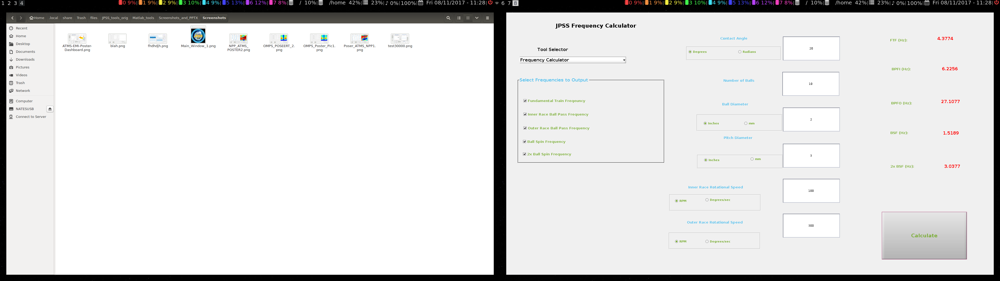 1 2 3 4
0 9%| 1 9%| 2 9%| 3 10%| 4 9%| 5 13%| 6 12%| 7 8%| / 10%| /home 42%| 23%| 0%|100%| Fri 08/11/2017 - 11:28|
6 7 8
0 9%| 1 9%| 2 9%| 3 10%| 4 9%| 5 13%| 6 12%| 7 8%| / 10%| /home 42%| 23%| 0%|100%| Fri 08/11/2017 - 11:28|
Home .local share Trash files JPSS_tools_orig Matlab_tools Screenshots_and_PPTX Screenshots
Recent
Home
Desktop
Documents
Downloads
Pictures
Videos
Trash
Network
Computer
NATESUSB
Connect to Server
ATMS-EMI-Poster-
Dashboard.png
blah.png
fhdhdjh.png
Main_Window_1.png
NPP_ATMS_
POSTER2.png
OMPS_POSEERT_2.
png
OMPS_Poster_Pic1.
png
Poser_ATMS_NPP1.
png
test30000.png
JPSS Frequency Calculator
Tool Selector
Frequency Calculator
Select Frequencies to Output
Fundamental Train Freqeuncy
Inner Race Ball Pass Frequency
Outer Race Ball Pass Frequency
Ball Spin Frequency
2x Ball Spin Frequency
Contact Angle
Degrees Radians
20
Number of Balls
10
Ball Diameter
Inches mm
2
Pitch Diameter
Inches mm
3
Inner Race Rotational Speed
RPM Degrees/sec
100
Outer Race Rotational Speed
RPM Degrees/sec
300
FTF (Hz): 4.3774
BPFI (Hz): 6.2256
BPFO (Hz): 27.1077
BSF (Hz): 1.5189
2x BSF (Hz): 3.0377
Calculate